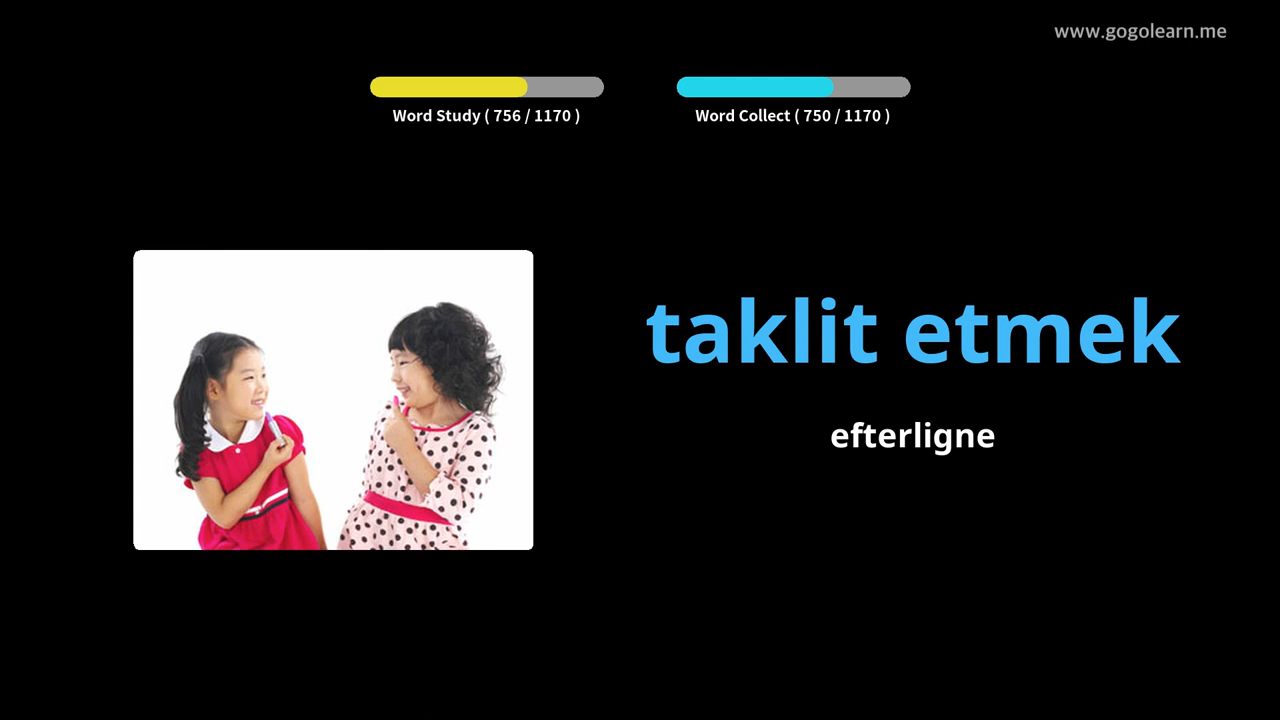 www.gogolearn.me
Word Study ( 756 / 1170 )
Word Collect ( 750 / 1170 )
taklit etmek
efterligne